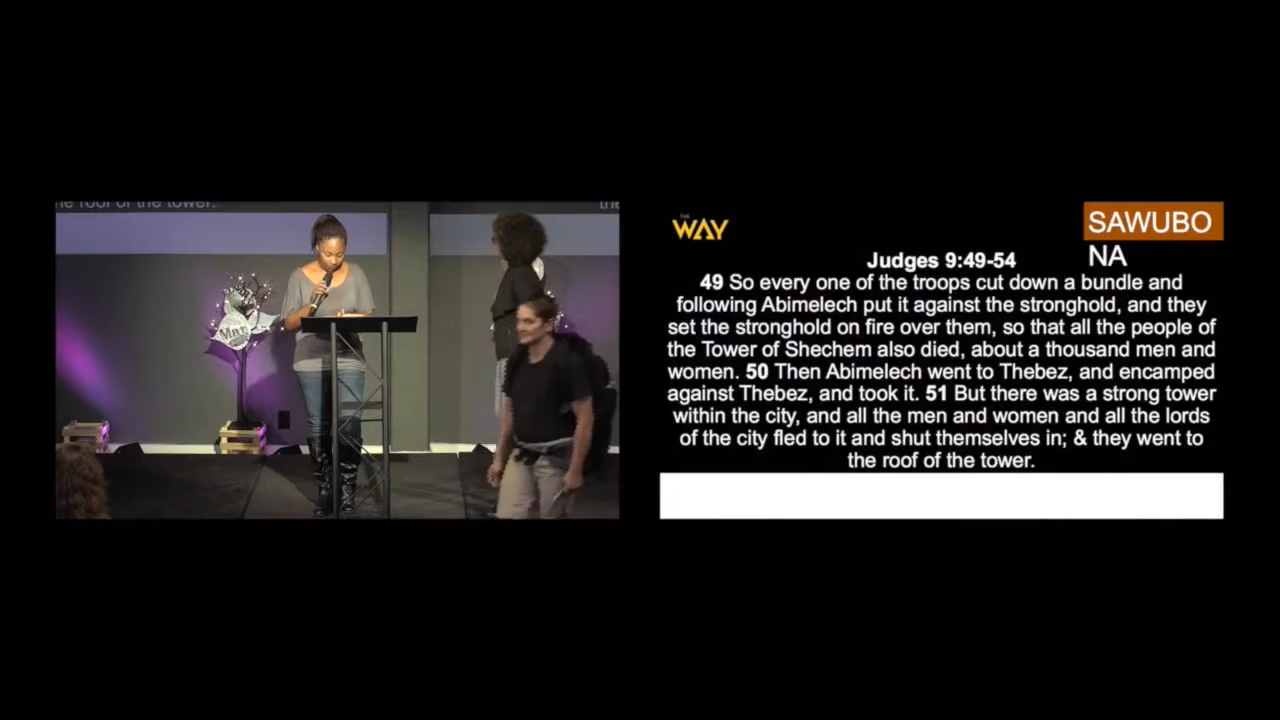 he roof of the tower.
the
Mar
THE
WAY
SAWUBO
NA
Judges 9:49-54
49 So every one of the troops cut down a bundle and
following Abimelech put it against the stronghold, and they
set the stronghold on fire over them, so that all the people of
the Tower of Shechem also died, about a thousand men and
women. 50 Then Abimelech went to Thebez, and encamped
against Thebez, and took it. 51 But there was a strong tower
within the city, and all the men and women and all the lords
of the city fled to it and shut themselves in; & they went to
the roof of the tower.